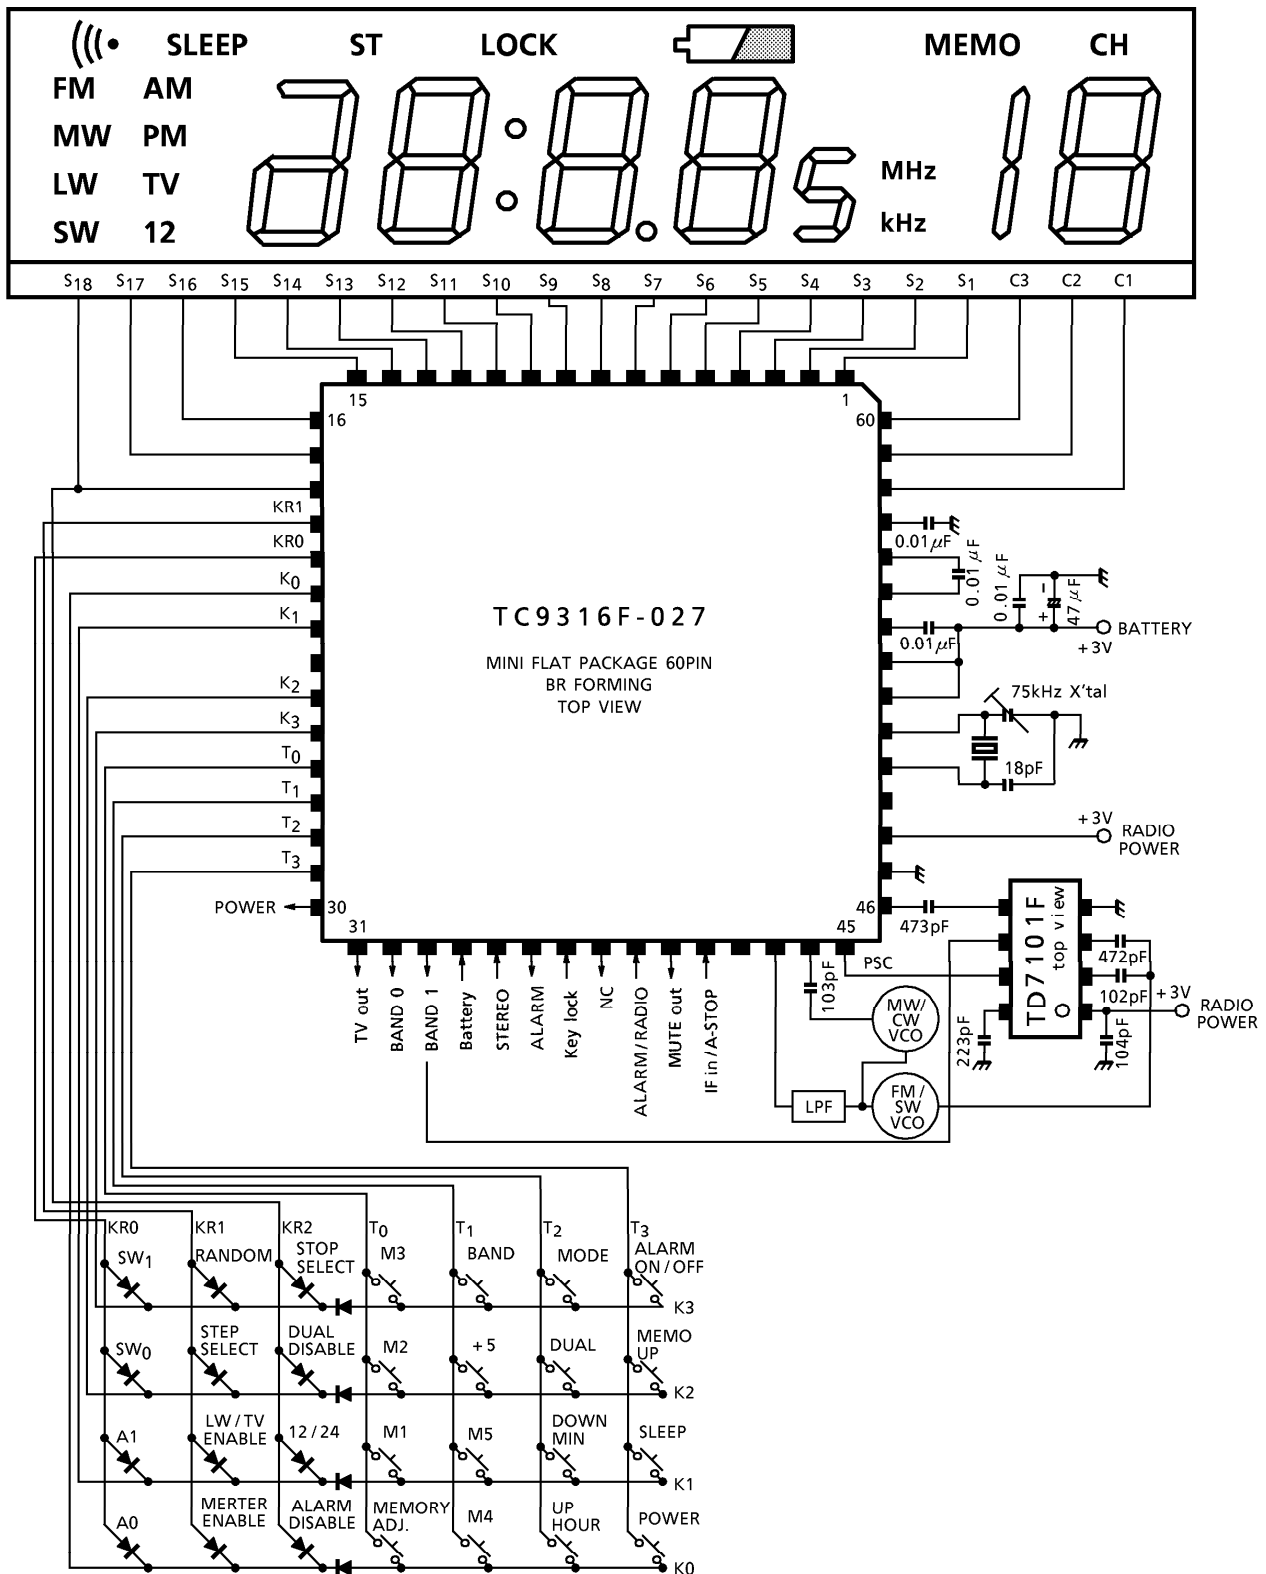 SLEEP ST LOCK MEMO CH
FM AM
MW PM
LW TV
SW 12
MHz
kHz
S18 S17 S16 S15 S14 S13 S12 S11 S10 S9 S8 S7 S6 S5 S4 S3 S2 S1 C3 C2 C1
15 1
16 60
KR1
KR0
K0
K1
K2
K3
T0
T1
T2
T3
POWER
30
31
46
45
TC9316F-027
MINI FLAT PACKAGE 60PIN
BR FORMING
TOP VIEW
0.01μF
0.01μF
0.01μF
0.01μF
- +
47μF
BATTERY
+3V
75kHz X'tal
18pF
+3V
RADIO
POWER
473pF
TD7101F
top view
472pF
102pF
+3V
RADIO
POWER
104pF
223pF
PSC
103pF
MW/
CW
VCO
FM/
SW
VCO
LPF
TV out
BAND 0
BAND 1
Battery
STEREO
ALARM
Key lock
NC
ALARM/RADIO
MUTE out
IF in/A-STOP
KR0 KR1 KR2 T0 T1 T2 T3
SW1 RANDOM STOP
SELECT M3 BAND MODE ALARM
ON/OFF
K3
SW0 STEP
SELECT DUAL
DISABLE M2 +5 DUAL MEMO
UP
K2
A1 LW/TV
ENABLE 12/24 M1 M5 DOWN
MIN SLEEP
K1
A0 MERTER
ENABLE ALARM
DISABLE MEMORY
ADJ. M4 UP
HOUR POWER
K0